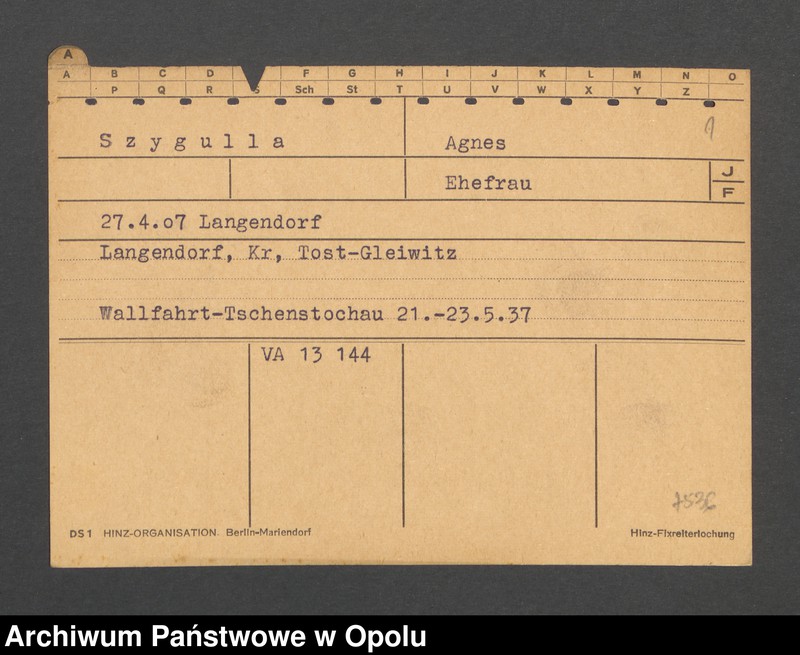 A
A B C D F G H I J K L M N O
P Q R S Sch St T U V W X Y Z
Szygulla Agnes
Ehefrau J
F
27.4.o7 Langendorf
Langendorf, Kr, Tost-Gleiwitz
Wallfahrt-Tschenstochau 21.-23.5.37
VA 13 144
7536
DS1 HINZ-ORGANISATION. Berlin-Mariendorf Hinz-Fixreiterlochung
Archiwum Państwowe w Opolu